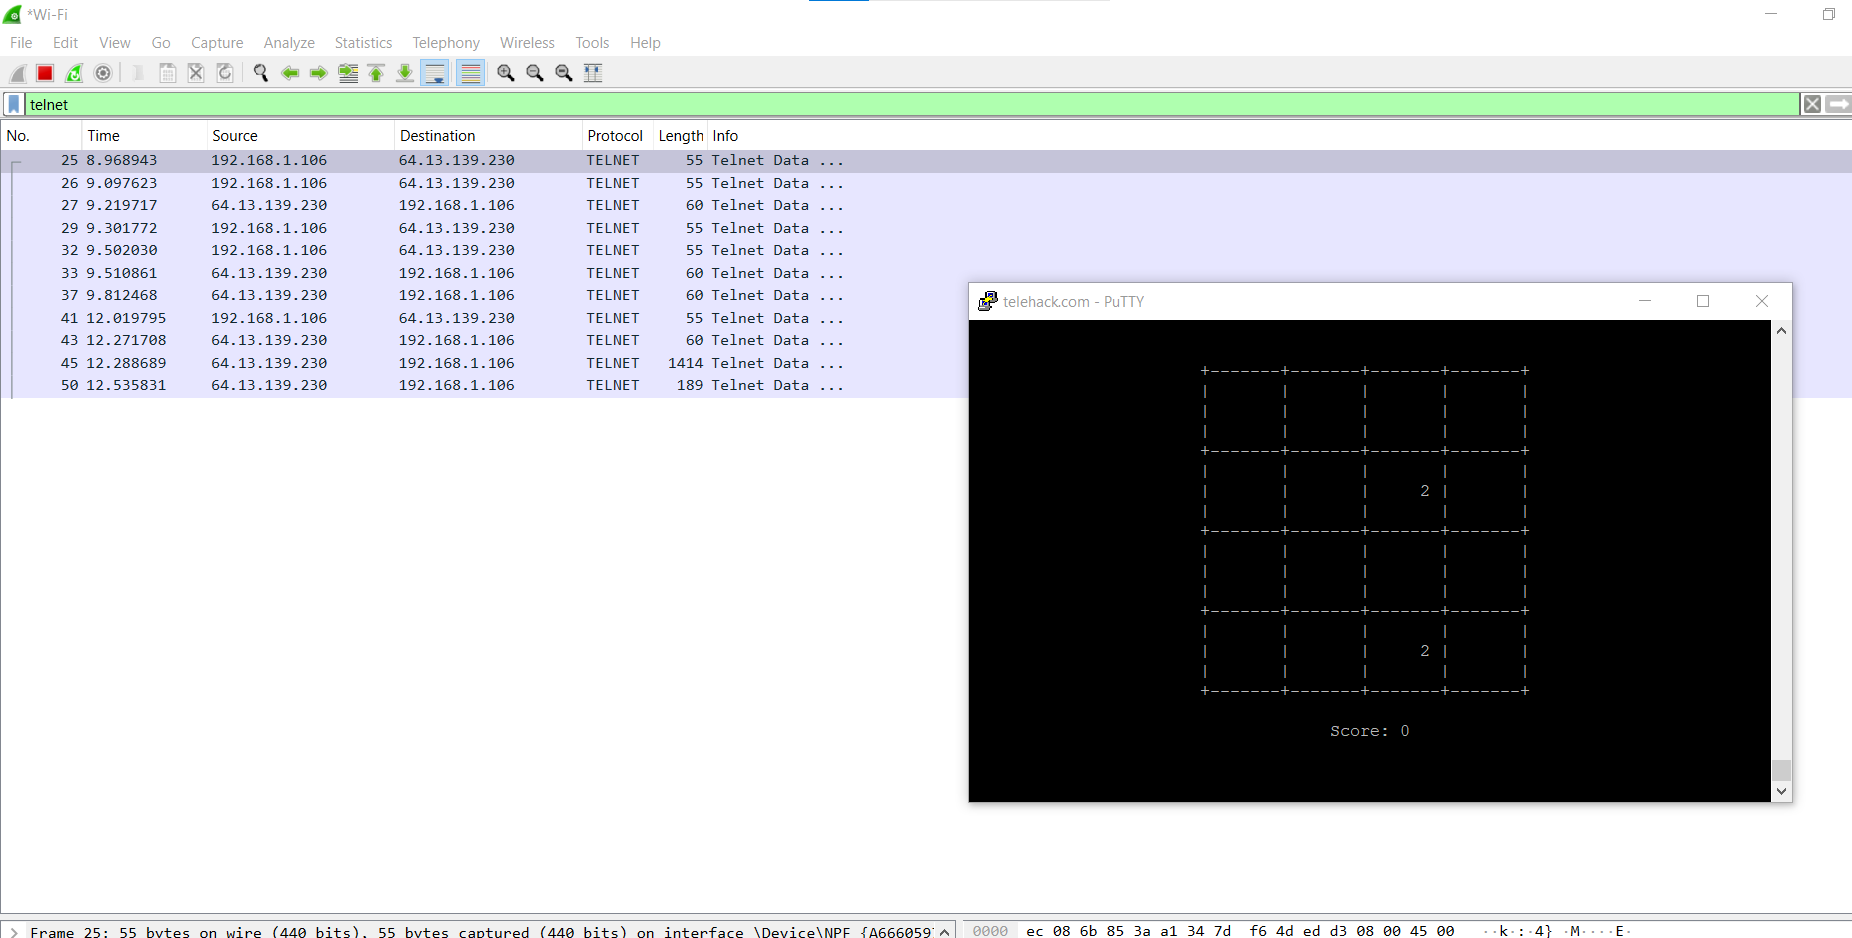 *Wi-Fi
File Edit View Go Capture Analyze Statistics Telephony Wireless Tools Help
telnet
No. Time Source Destination Protocol Length Info
25 8.968943 192.168.1.106 64.13.139.230 TELNET 55 Telnet Data ...
26 9.097623 192.168.1.106 64.13.139.230 TELNET 55 Telnet Data ...
27 9.219717 64.13.139.230 192.168.1.106 TELNET 60 Telnet Data ...
29 9.301772 192.168.1.106 64.13.139.230 TELNET 55 Telnet Data ...
32 9.502030 192.168.1.106 64.13.139.230 TELNET 55 Telnet Data ...
33 9.510861 64.13.139.230 192.168.1.106 TELNET 60 Telnet Data ...
37 9.812468 64.13.139.230 192.168.1.106 TELNET 60 Telnet Data ...
41 12.019795 192.168.1.106 64.13.139.230 TELNET 55 Telnet Data ...
43 12.271708 64.13.139.230 192.168.1.106 TELNET 60 Telnet Data ...
45 12.288689 64.13.139.230 192.168.1.106 TELNET 1414 Telnet Data ...
50 12.535831 64.13.139.230 192.168.1.106 TELNET 189 Telnet Data ...
telehack.com - PuTTY
+-------+-------+-------+-------+
| | | | |
| | | | |
| | | | |
+-------+-------+-------+-------+
| | | | |
| | | 2 | |
| | | | |
+-------+-------+-------+-------+
| | | | |
| | | | |
| | | | |
+-------+-------+-------+-------+
| | | | |
| | | 2 | |
| | | | |
+-------+-------+-------+-------+
Score: 0
Frame 25: 55 bytes on wire (440 bits), 55 bytes captured (440 bits) on interface \Device\NPF_{A666059
0000 ec 08 6b 85 3a a1 34 7d f6 4d ed d3 08 00 45 00 ··k·:·4} ·M····E·